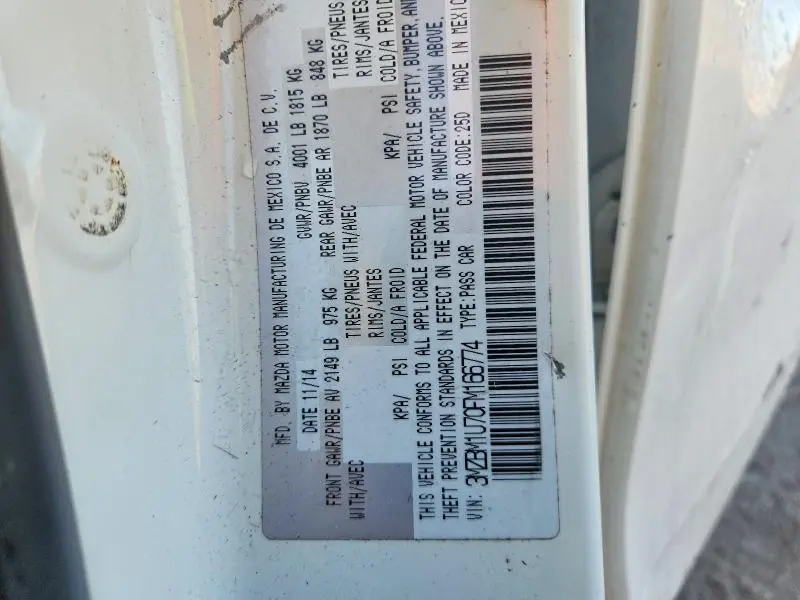 MFD. BY MAZDA MOTOR MANUFACTURING DE MEXICO S.A. DE C.V.
DATE 11/14 GVWR/PNBV 4001 LB 1815 KG
FRONT GAWR/PNBE AV 2149 LB 975 KG REAR GAWR/PNBE AR 1870 LB 848 KG
WITH/AVEC TIRES/PNEUS WITH/AVEC TIRES/PNEUS
RIMS/JANTES RIMS/JANTES
KPA/ PSI COLD/A FROID KPA/ PSI COLD/A FROID
THIS VEHICLE CONFORMS TO ALL APPLICABLE FEDERAL MOTOR VEHICLE SAFETY, BUMPER, AND
THEFT PREVENTION STANDARDS IN EFFECT ON THE DATE OF MANUFACTURE SHOWN ABOVE.
VIN: 3MZBM1U70FM166774 TYPE:PASS CAR COLOR CODE:25D MADE IN MEXICO